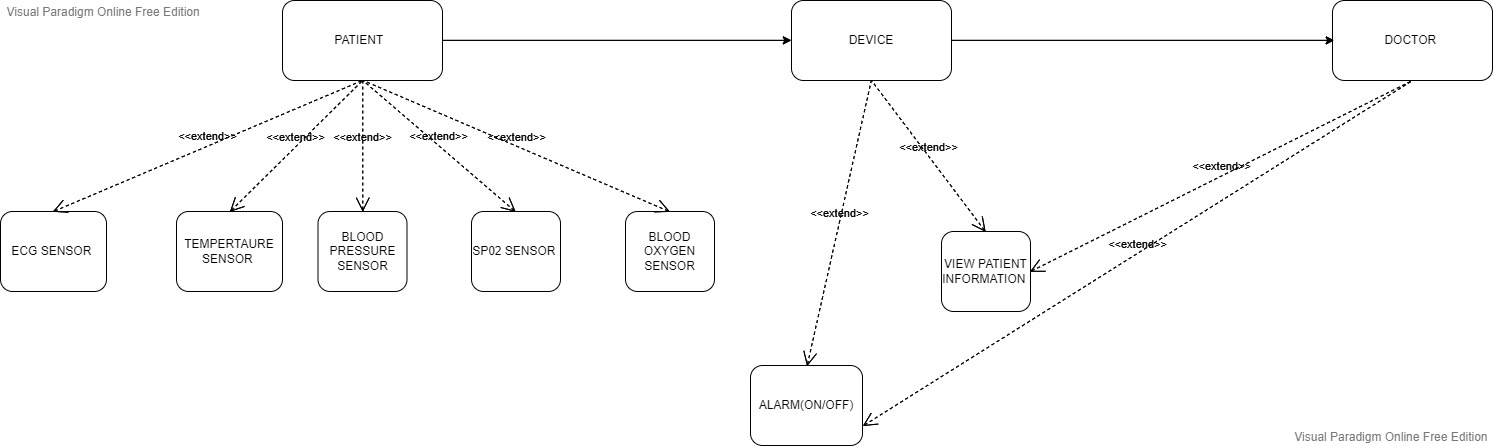 Visual Paradigm Online Free Edition
PATIENT
DEVICE
DOCTOR
<<extend>>
<<extend>>
<<extend>>
<<extend>>
<<extend>>
<<extend>>
<<extend>>
<<extend>>
<<extend>>
ECG SENSOR
TEMPERTAURE
SENSOR
BLOOD
PRESSURE
SENSOR
SP02 SENSOR
BLOOD
OXYGEN
SENSOR
VIEW PATIENT
INFORMATION
ALARM(ON/OFF)
Visual Paradigm Online Free Edition